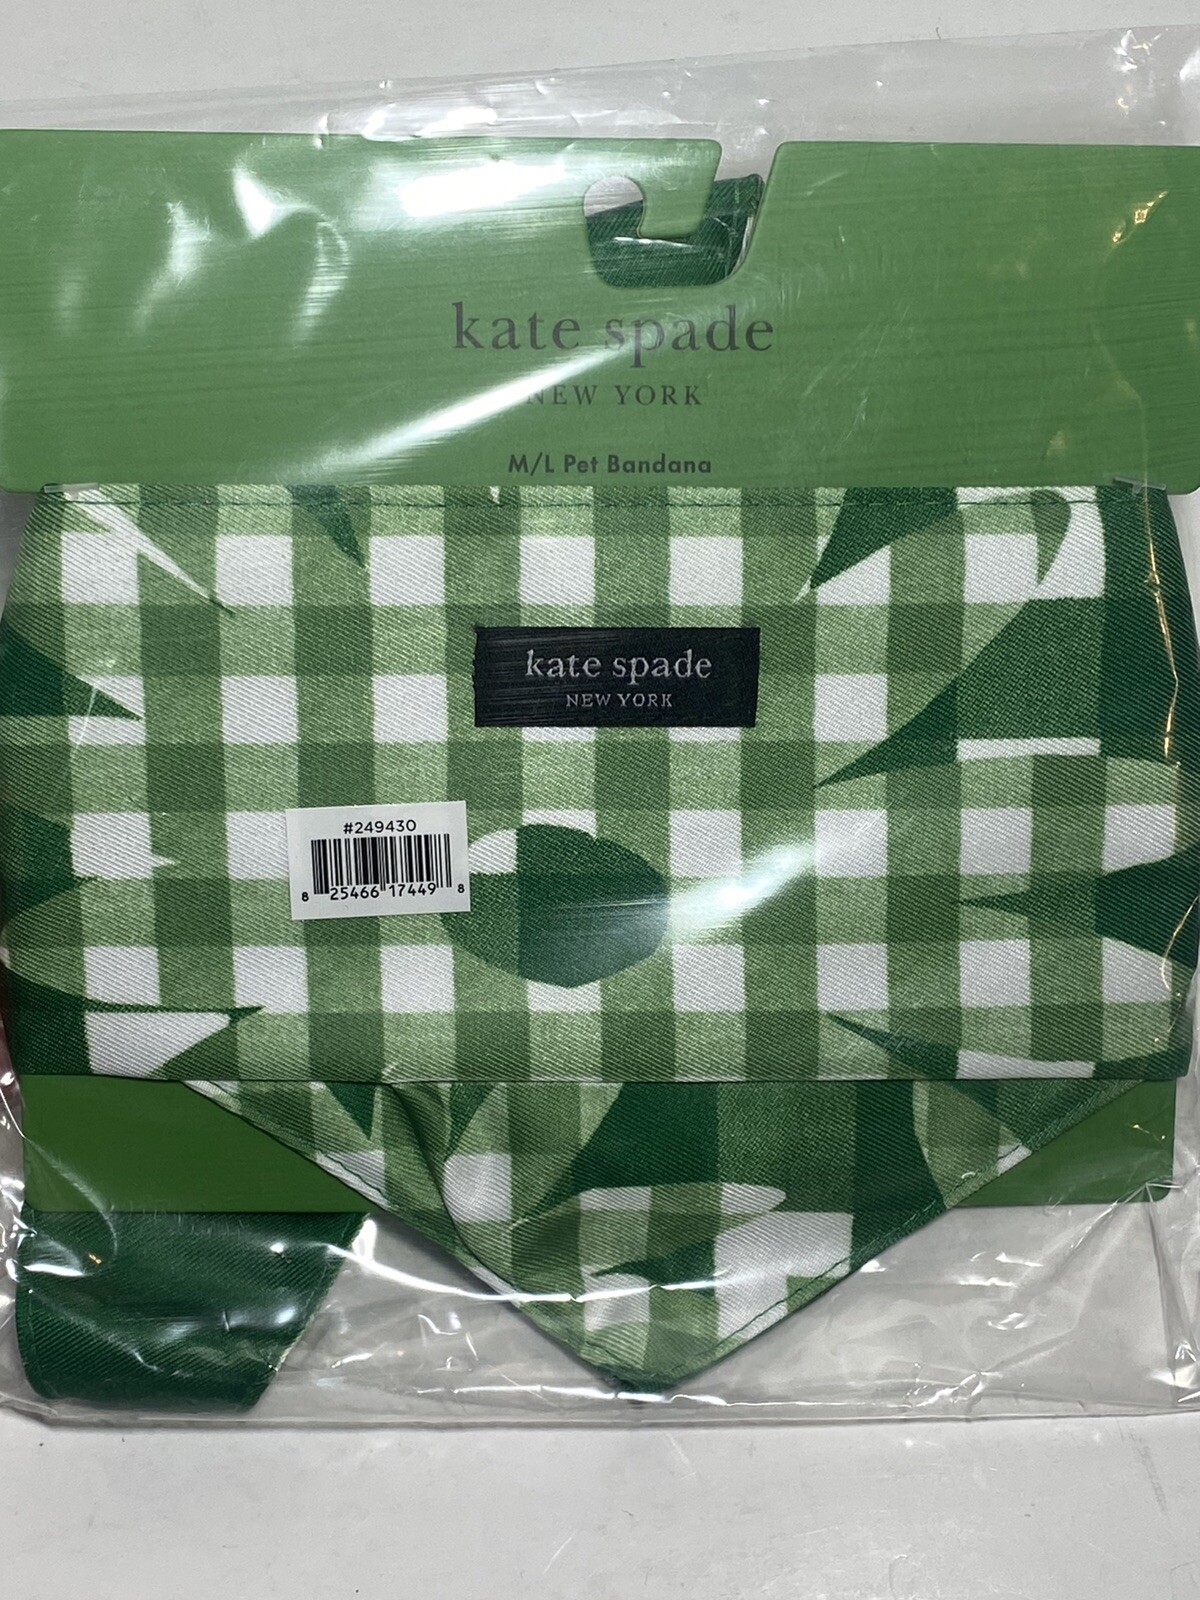 kate spade
NEW YORK
M/L Pet Bandana
kate spade
NEW YORK
#249430
8 25466 17449 8